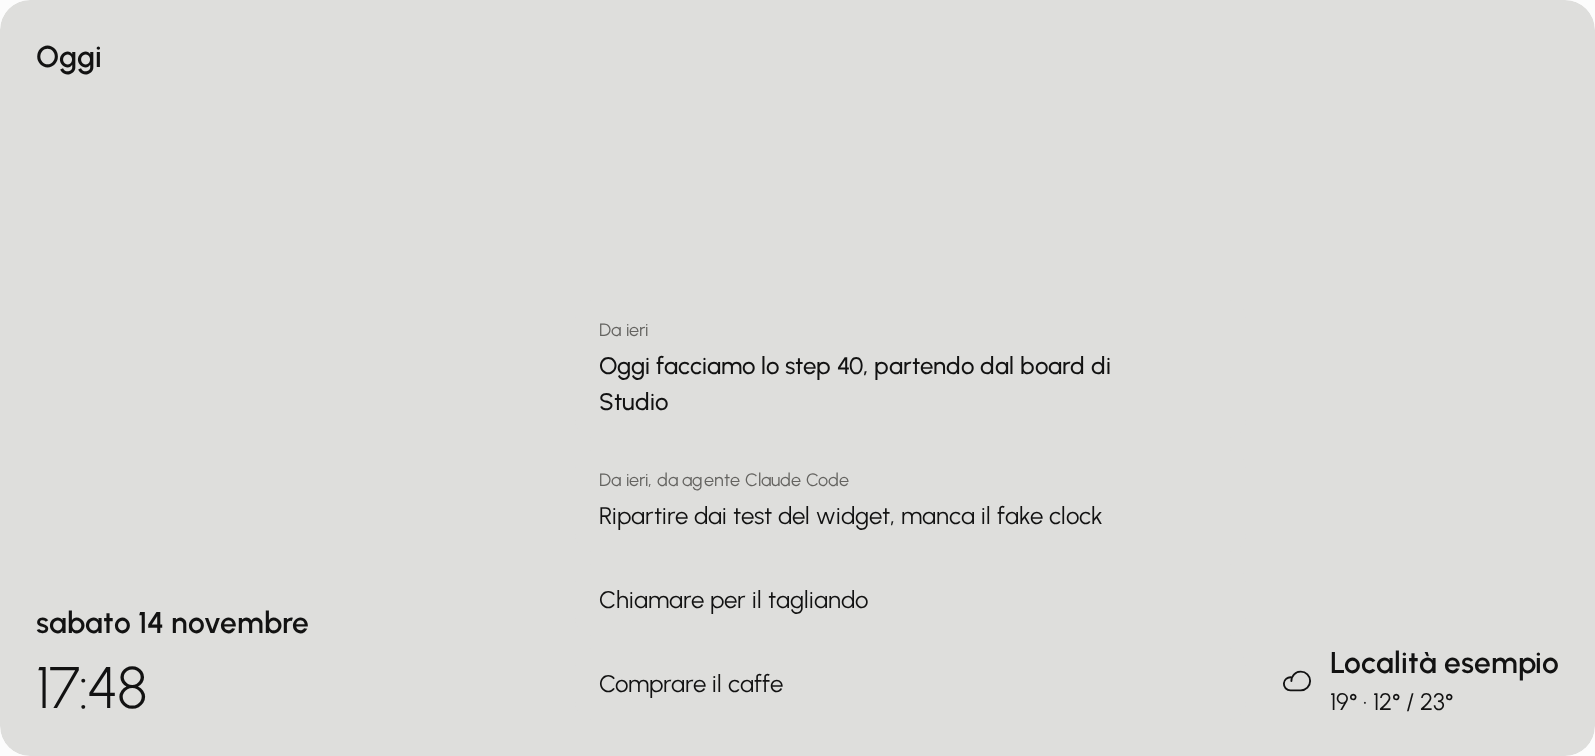 Oggi
Da ieri
Oggi facciamo lo step 40, partendo dal board di
Studio
Da ieri, da agente Claude Code
Ripartire dai test del widget, manca il fake clock
Chiamare per il tagliando
Comprare il caffe
sabato 14 novembre
17:48
Località esempio
19° · 12° / 23°